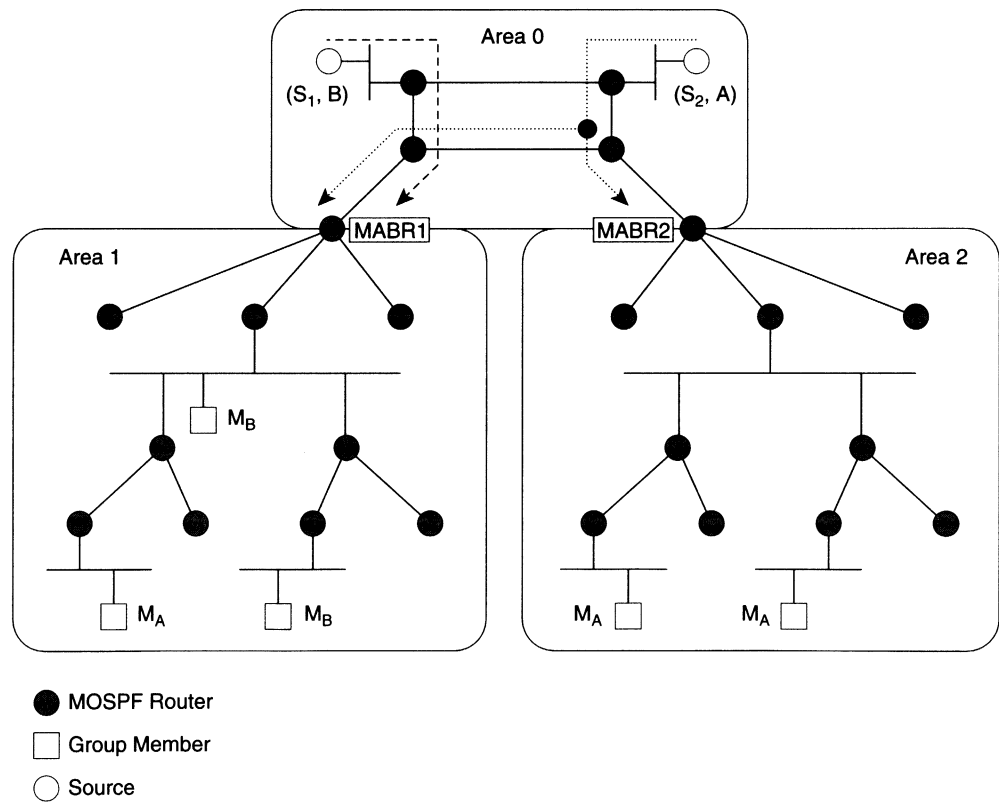 Area 0
(S1, B)
(S2, A)
MABR1
MABR2
Area 1
Area 2
MB
MA
MB
MA
MA
MOSPF Router
Group Member
Source